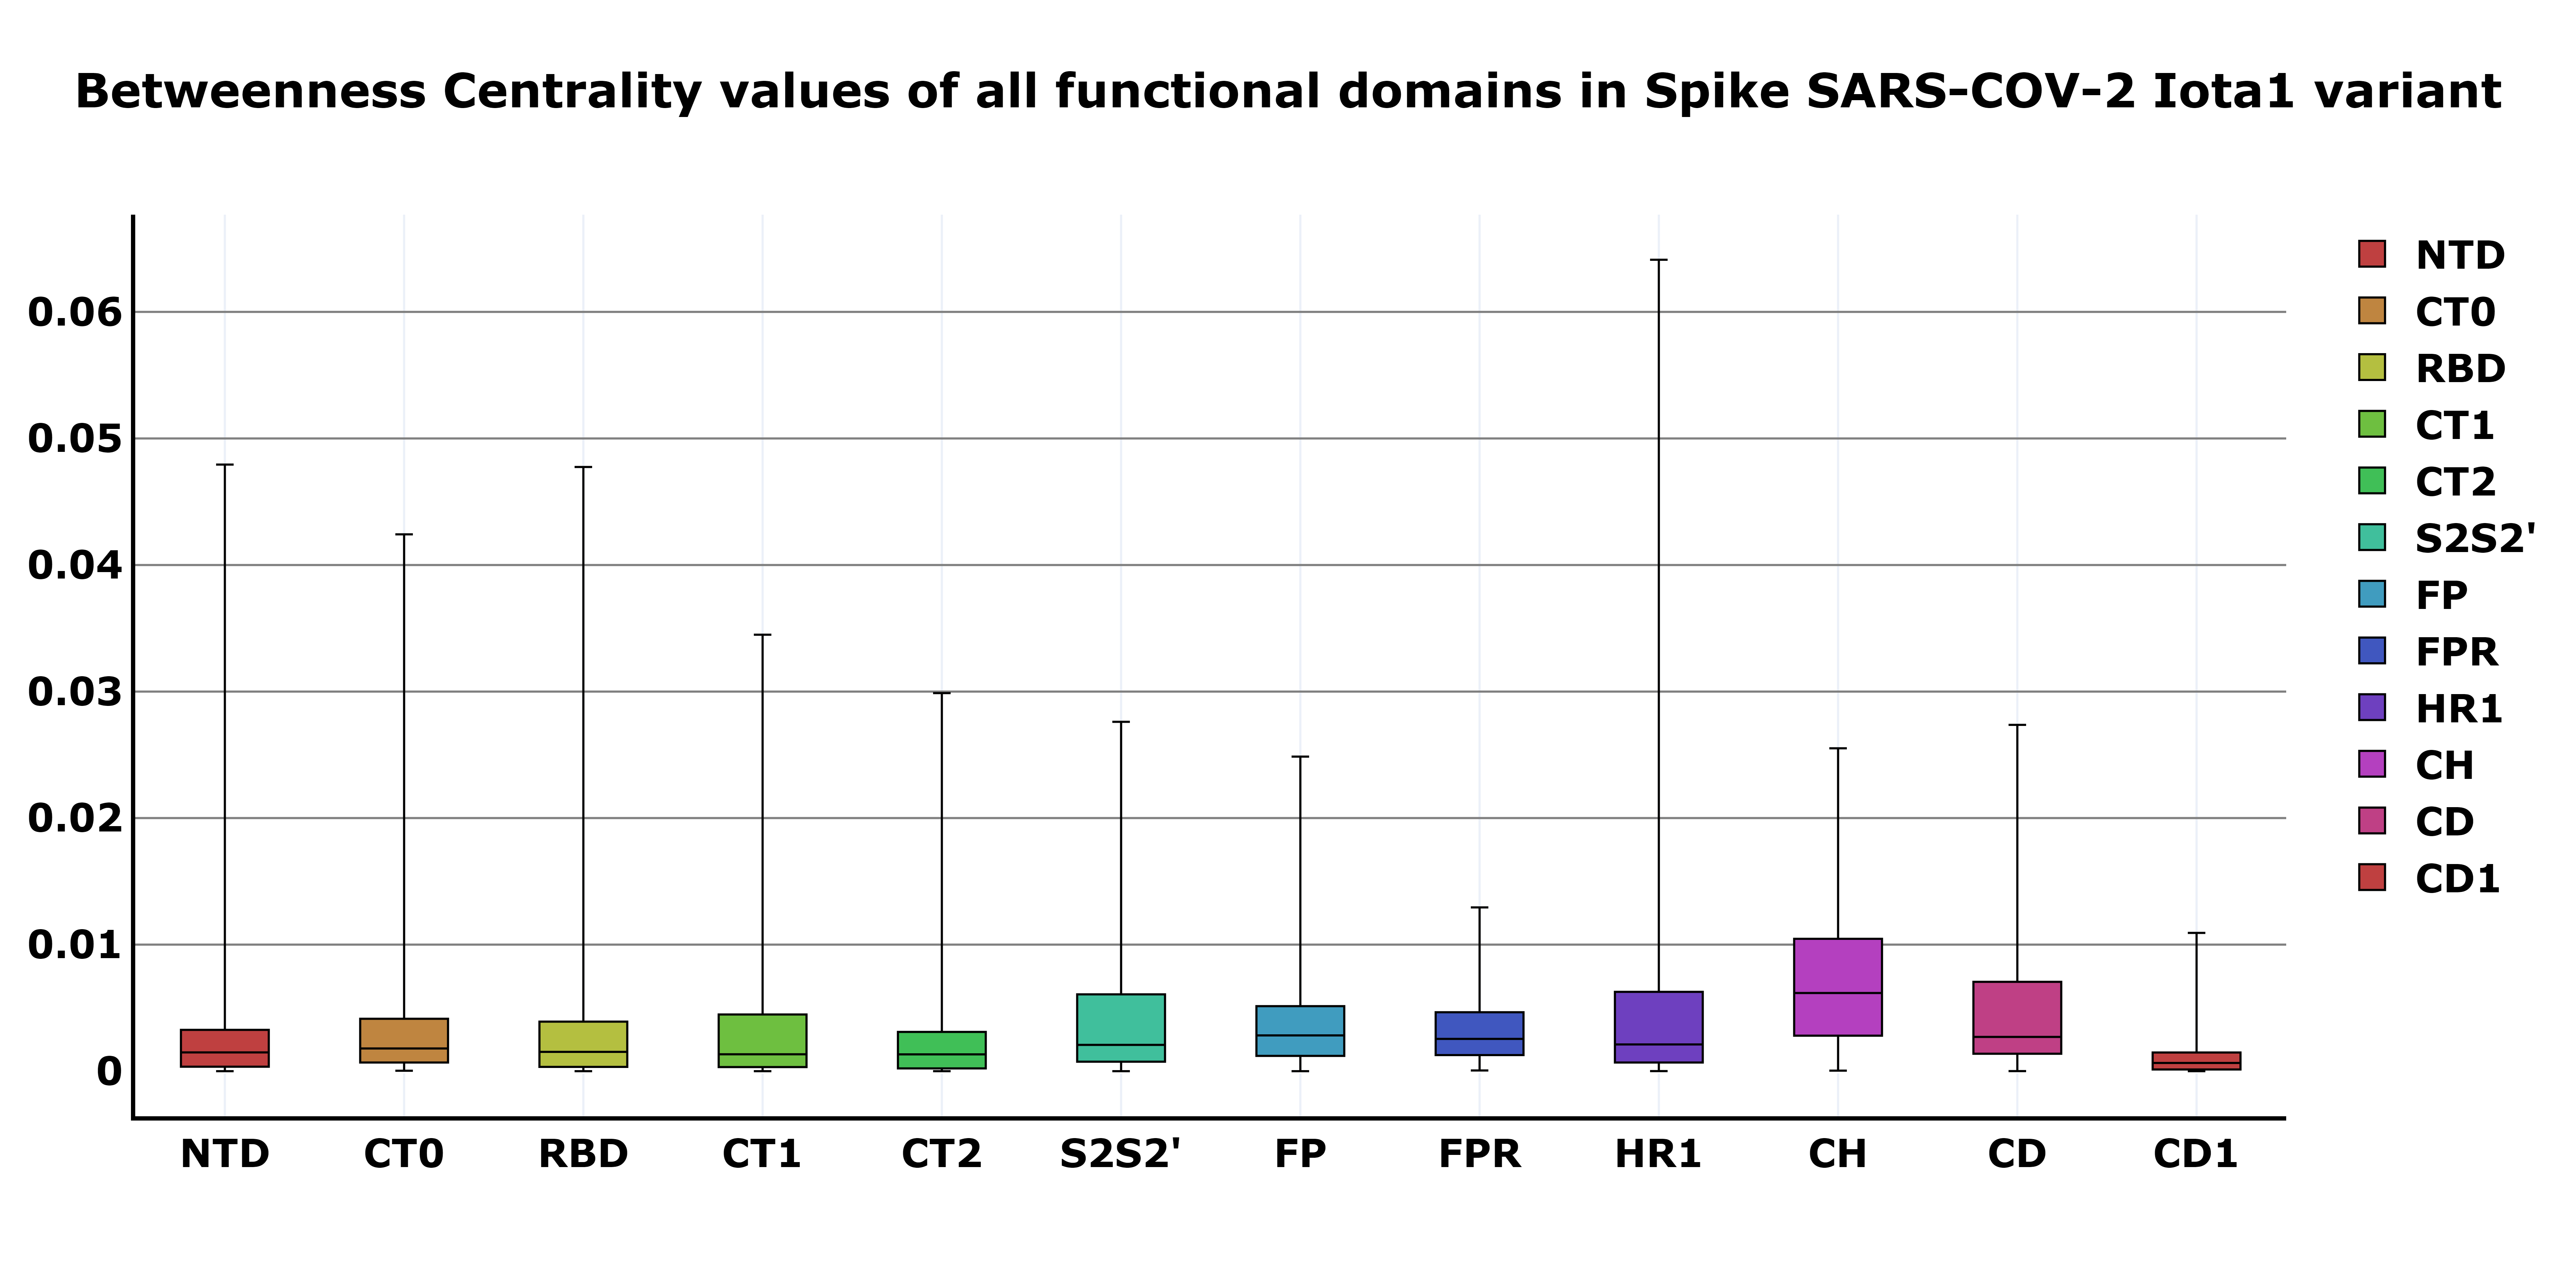 Betweenness Centrality values of all functional domains in Spike SARS-COV-2 Iota1 variant
0.06
0.05
0.04
0.03
0.02
0.01
0
NTD CT0 RBD CT1 CT2 S2S2' FP FPR HR1 CH CD CD1
NTD
CT0
RBD
CT1
CT2
S2S2'
FP
FPR
HR1
CH
CD
CD1